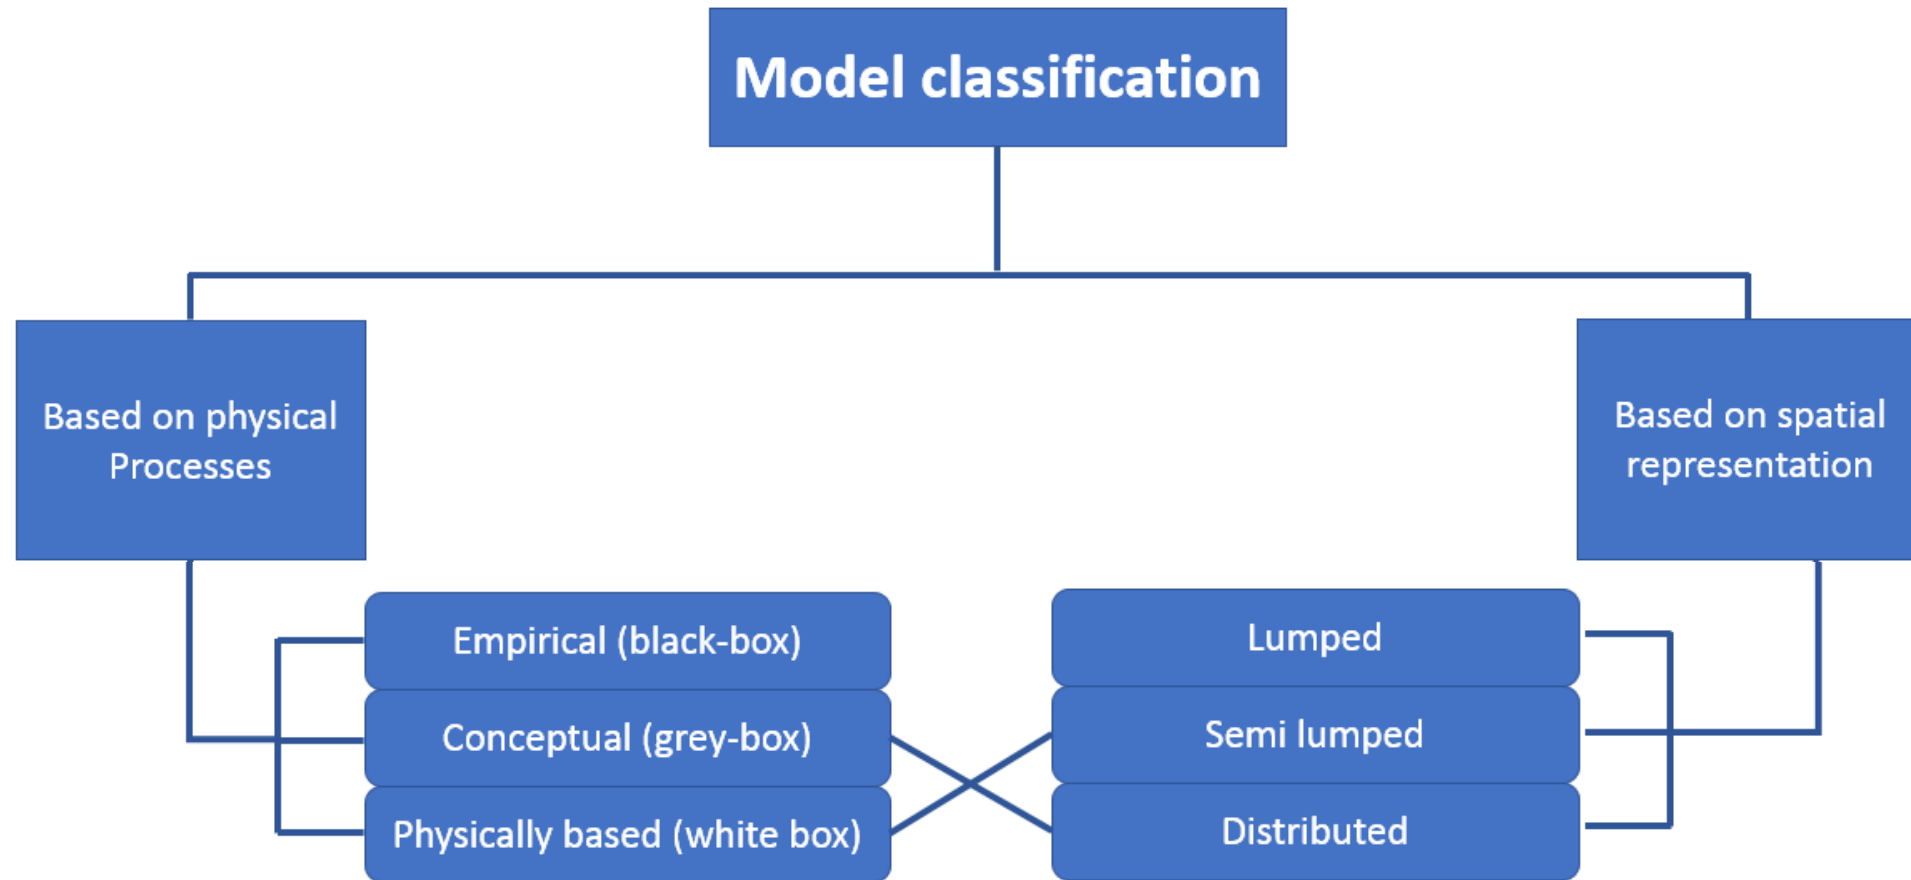 Model classification
Based on physical
Processes
Based on spatial
representation
Empirical (black-box)
Conceptual (grey-box)
Physically based (white box)
Lumped
Semi lumped
Distributed